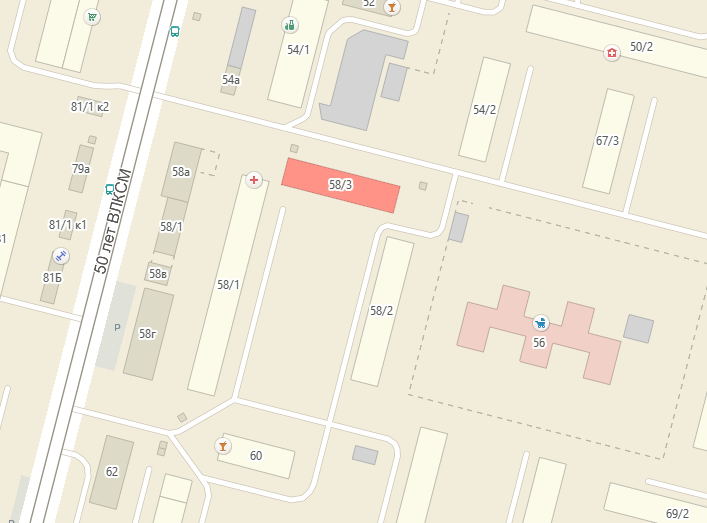 52
54/1
50/2
54а
81/1 к2
54/2
67/3
79а
58а
58/3
81/1 к1
58/1
50 лет ВЛКСМ
81Б
58в
58/1
58/2
Р
58г
56
60
62
69/2
Р